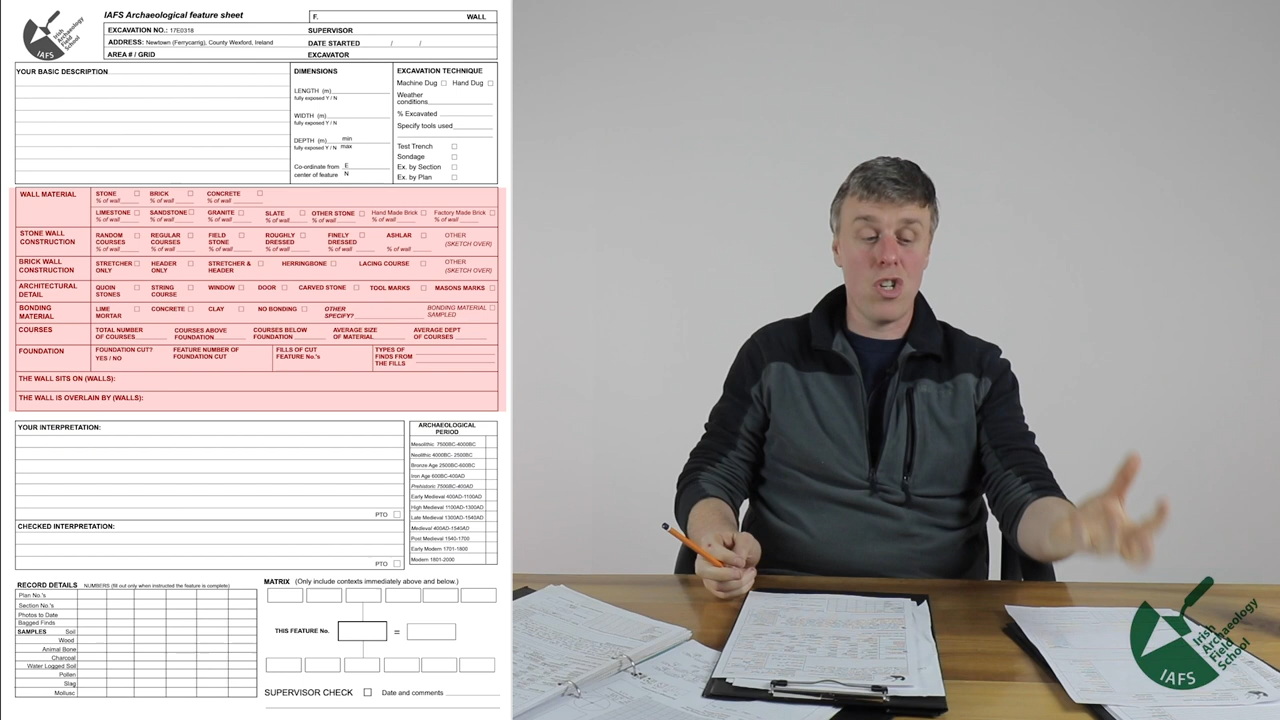 IAFS Archaeological feature sheet
F. WALL
EXCAVATION NO.: 17E0318 SUPERVISOR
ADDRESS: Newtown (Ferrycarrig), County Wexford, Ireland DATE STARTED / /
AREA # / GRID EXCAVATOR
Irish Archaeology Field School
IAFS
YOUR BASIC DESCRIPTION
DIMENSIONS
LENGTH (m)
fully exposed Y / N
WIDTH (m)
fully exposed Y / N
DEPTH (m) min
fully exposed Y / N max
Co-ordinate from E
center of feature N
EXCAVATION TECHNIQUE
Machine Dug Hand Dug
Weather
conditions
% Excavated
Specify tools used
Test Trench
Sondage
Ex. by Section
Ex. by Plan
WALL MATERIAL STONE BRICK CONCRETE
% of wall % of wall % of wall
LIMESTONE SANDSTONE GRANITE SLATE OTHER STONE Hand Made Brick Factory Made Brick
% of wall % of wall % of wall % of wall % of wall % of wall % of wall
STONE WALL CONSTRUCTION RANDOM COURSES REGULAR COURSES FIELD STONE ROUGHLY DRESSED FINELY DRESSED ASHLAR OTHER (SKETCH OVER)
% of wall % of wall % of wall % of wall % of wall % of wall
BRICK WALL CONSTRUCTION STRETCHER ONLY HEADER ONLY STRETCHER & HEADER HERRINGBONE LACING COURSE OTHER (SKETCH OVER)
ARCHITECTURAL DETAIL QUOIN STONES STRING COURSE WINDOW DOOR CARVED STONE TOOL MARKS MASONS MARKS
BONDING MATERIAL LIME MORTAR CONCRETE CLAY NO BONDING OTHER SPECIFY? BONDING MATERIAL SAMPLED
COURSES TOTAL NUMBER OF COURSES COURSES ABOVE FOUNDATION COURSES BELOW FOUNDATION AVERAGE SIZE OF MATERIAL AVERAGE DEPT OF COURSES
FOUNDATION FOUNDATION CUT? YES / NO FEATURE NUMBER OF FOUNDATION CUT FILLS OF CUT FEATURE No.'s TYPES OF FINDS FROM THE FILLS
THE WALL SITS ON (WALLS):
THE WALL IS OVERLAIN BY (WALLS):
YOUR INTERPRETATION:
PTO
CHECKED INTERPRETATION:
PTO
ARCHAEOLOGICAL
PERIOD
Mesolithic 7500BC-4000BC
Neolithic 4000BC- 2500BC
Bronze Age 2500BC-600BC
Iron Age 600BC-400AD
Prehistoric 7500BC-400AD
Early Medieval 400AD-1100AD
High Medieval 1100AD-1300AD
Late Medieval 1300AD-1540AD
Medieval 400AD-1540AD
Post Medieval 1540-1700
Early Modern 1701-1800
Modern 1801-2000
RECORD DETAILS NUMBERS (fill out only when instructed the feature is complete)
Plan No.'s
Section No.'s
Photos to Date
Bagged Finds
SAMPLES Soil
Wood
Animal Bone
Charcoal
Water Logged Soil
Pollen
Slag
Mollusc
MATRIX (Only include contexts immediately above and below.)
THIS FEATURE No. =
SUPERVISOR CHECK Date and comments
Irish Archaeology Field School
IAFS